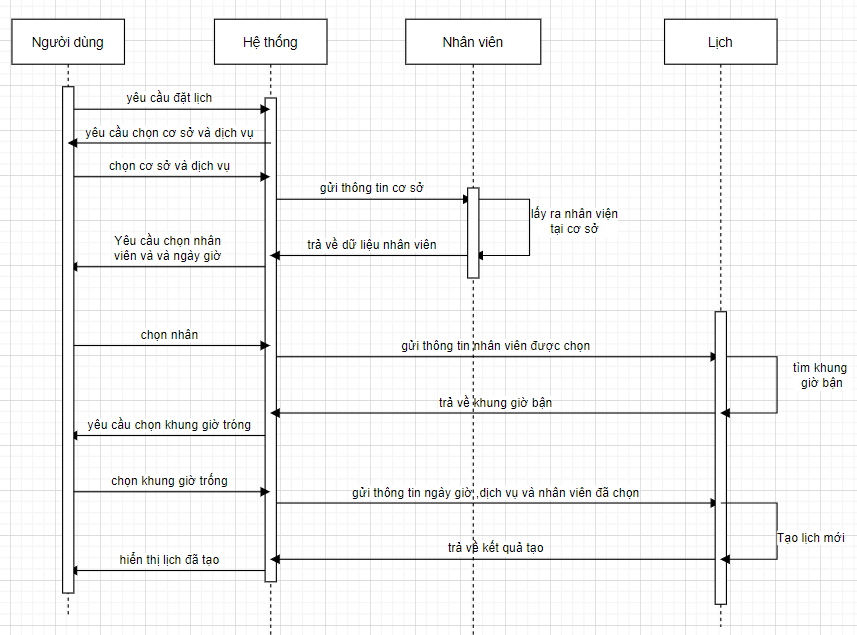 Người dùng
Hệ thống
Nhân viên
Lịch
yêu cầu đặt lịch
yêu cầu chọn cơ sở và dịch vụ
chọn cơ sở và dịch vụ
gửi thông tin cơ sở
lấy ra nhân viên
tại cơ sở
trả về dữ liệu nhân viên
Yêu cầu chọn nhân
viên và và ngày giờ
chọn nhân
gửi thông tin nhân viên được chọn
tìm khung
giờ bận
trả về khung giờ bận
yêu cầu chọn khung giờ tróng
chọn khung giờ trống
gửi thông tin ngày giờ ,dịch vụ và nhân viên đã chọn
Tạo lịch mới
trả về kết quả tạo
hiển thị lịch đã tạo